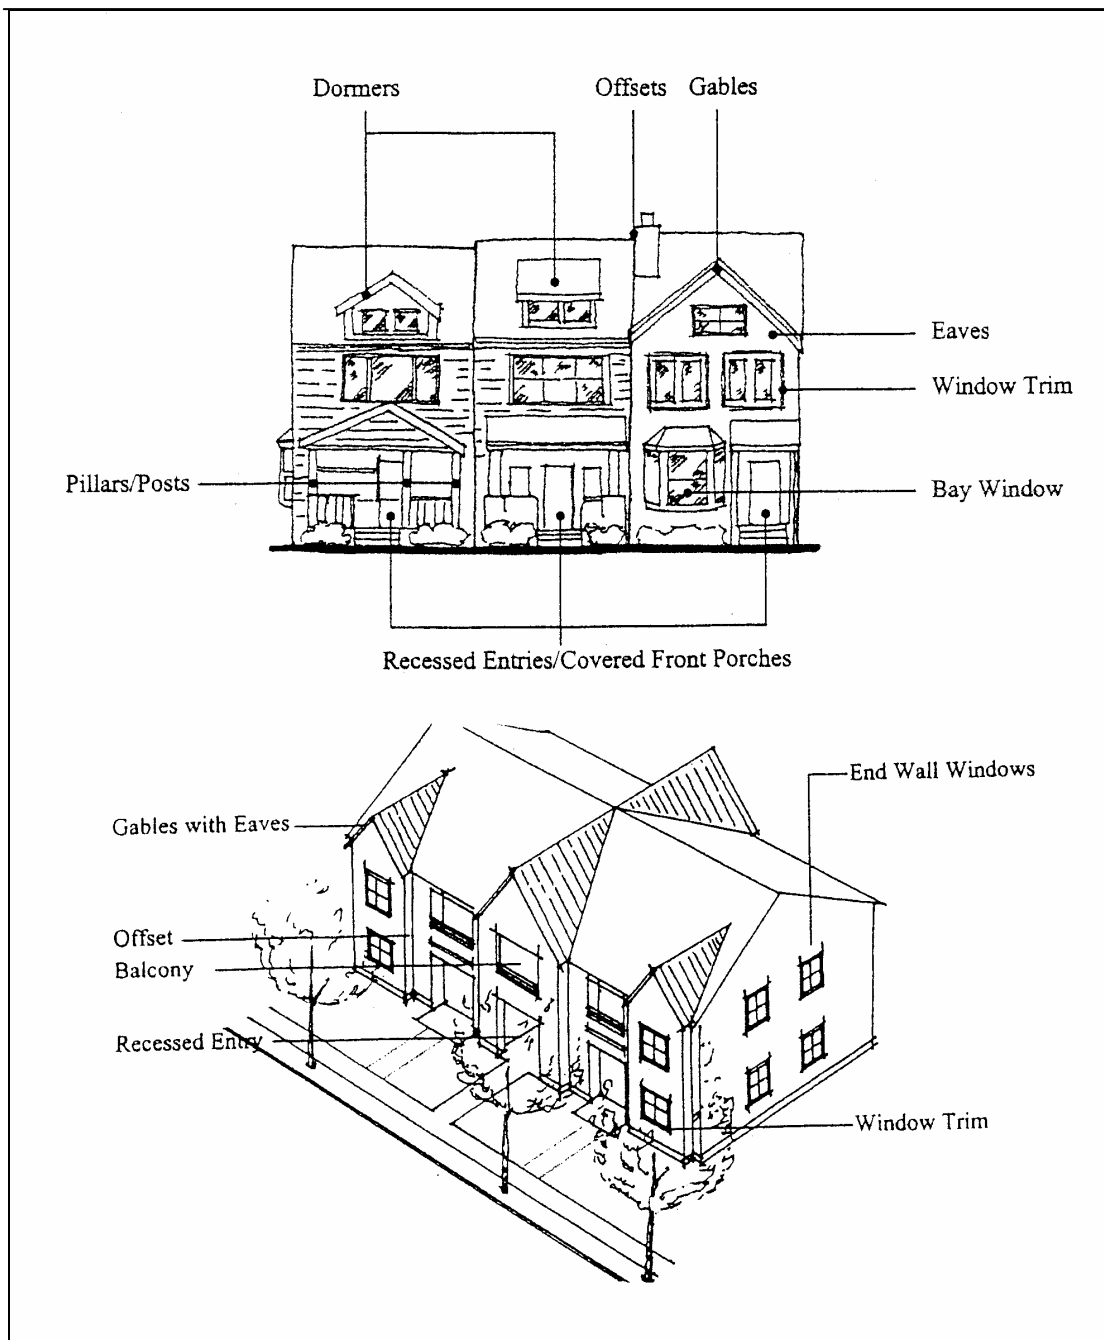 Dormers
Offsets
Gables
Eaves
Window Trim
Pillars/Posts
Bay Window
Recessed Entries/Covered Front Porches
End Wall Windows
Gables with Eaves
Offset
Balcony
Recessed Entry
Window Trim